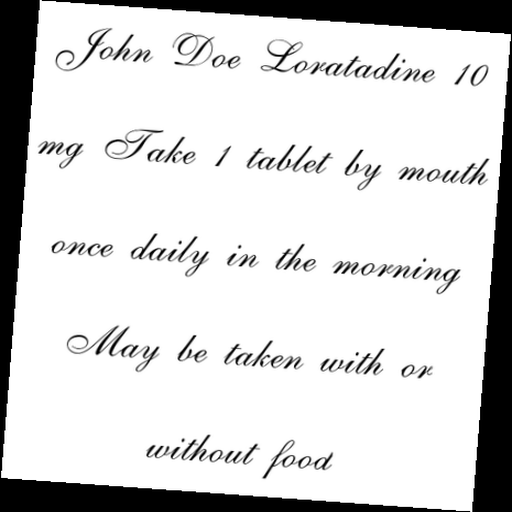 John Doe Loratadine 10
mg Take 1 tablet by mouth
once daily in the morning
May be taken with or
without food